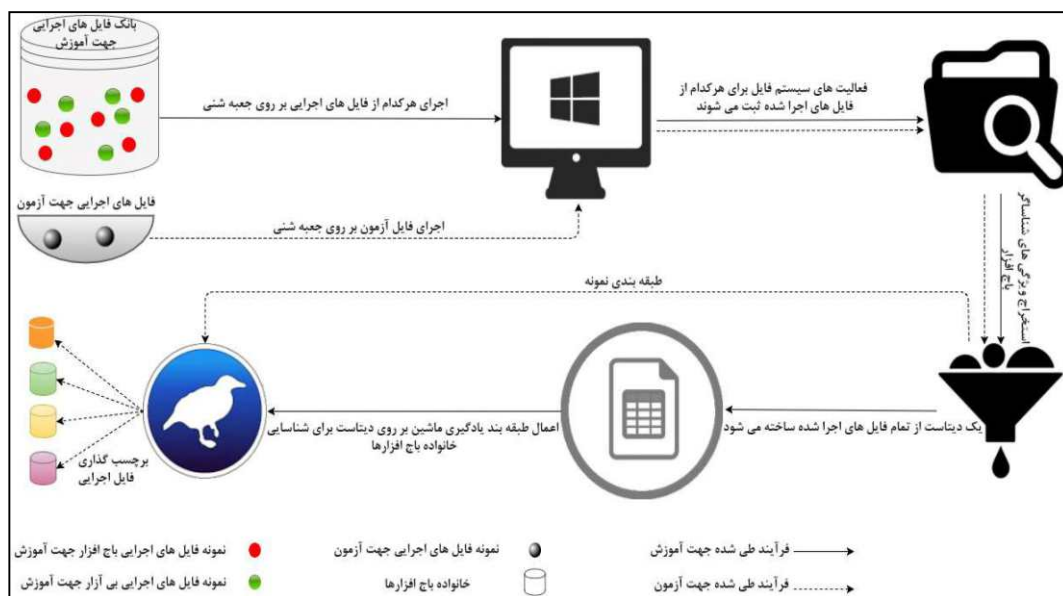 بانک فایل های اجرایی
جهت آموزش
اجرای هرکدام از فایل های اجرایی بر روی جعبه شنی
فعالیت های سیستم فایل برای هرکدام از
فایل های اجرا شده ثبت می شوند
فایل های اجرایی جهت آزمون
اجرای فایل آزمون بر روی جعبه شنی
استخراج ویژگی های شناساگر
باج افزار
طبقه بندی نمونه
یک دیتاست از تمام فایل های اجرا شده ساخته می شود
اعمال طبقه بند یادگیری ماشین بر روی دیتاست برای شناسایی
خانواده باج افزارها
برچسب گذاری
فایل اجرایی
فرآیند طی شده جهت آموزش
نمونه فایل های اجرایی جهت آزمون
نمونه فایل های اجرایی باج افزار جهت آموزش
فرآیند طی شده جهت آزمون
خانواده باج افزارها
نمونه فایل های اجرایی بی آزار جهت آموزش